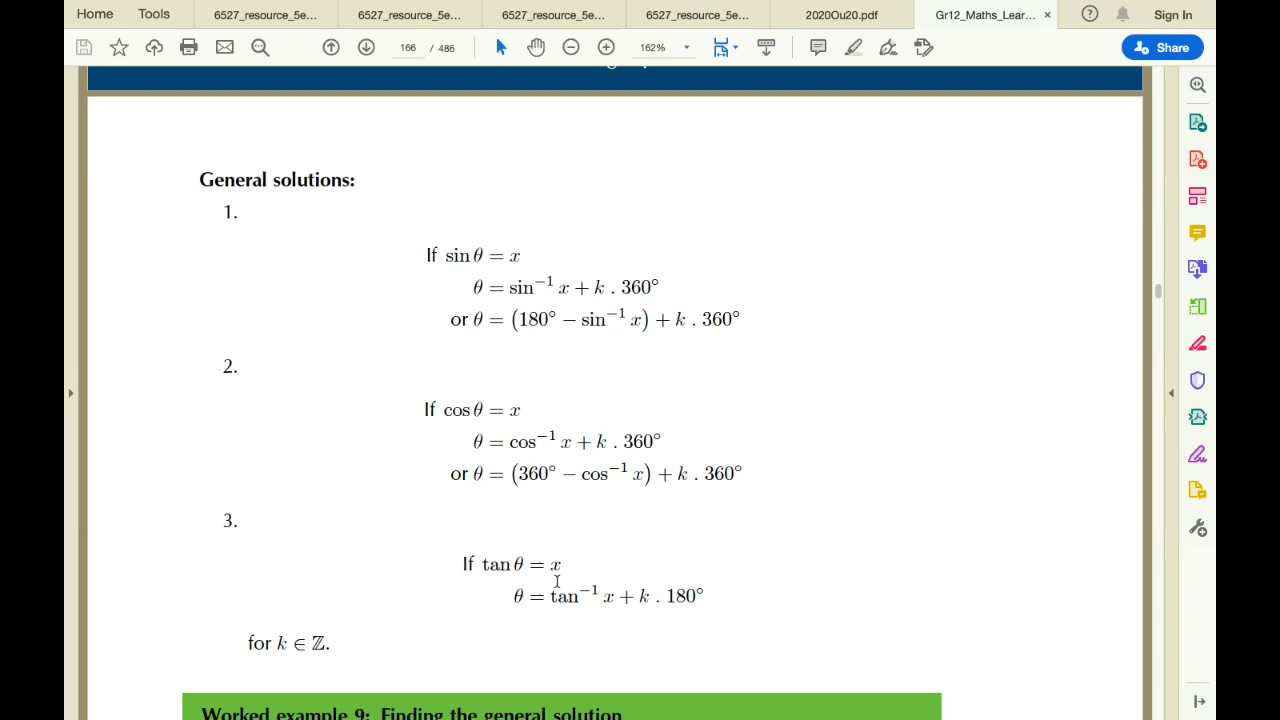 Home Tools 6527_resource_5e... 6527_resource_5e... 6527_resource_5e... 6527_resource_5e... 2020Ou20.pdf Gr12_Maths_Lear... × Sign In
166 / 486 162% Share
General solutions:
1.
If sin θ = x
θ = sin⁻¹ x + k . 360°
or θ = (180° − sin⁻¹ x) + k . 360°
2.
If cos θ = x
θ = cos⁻¹ x + k . 360°
or θ = (360° − cos⁻¹ x) + k . 360°
3.
If tan θ = x
θ = tan⁻¹ x + k . 180°
for k ∈ ℤ.
Worked example 9: Finding the general solution